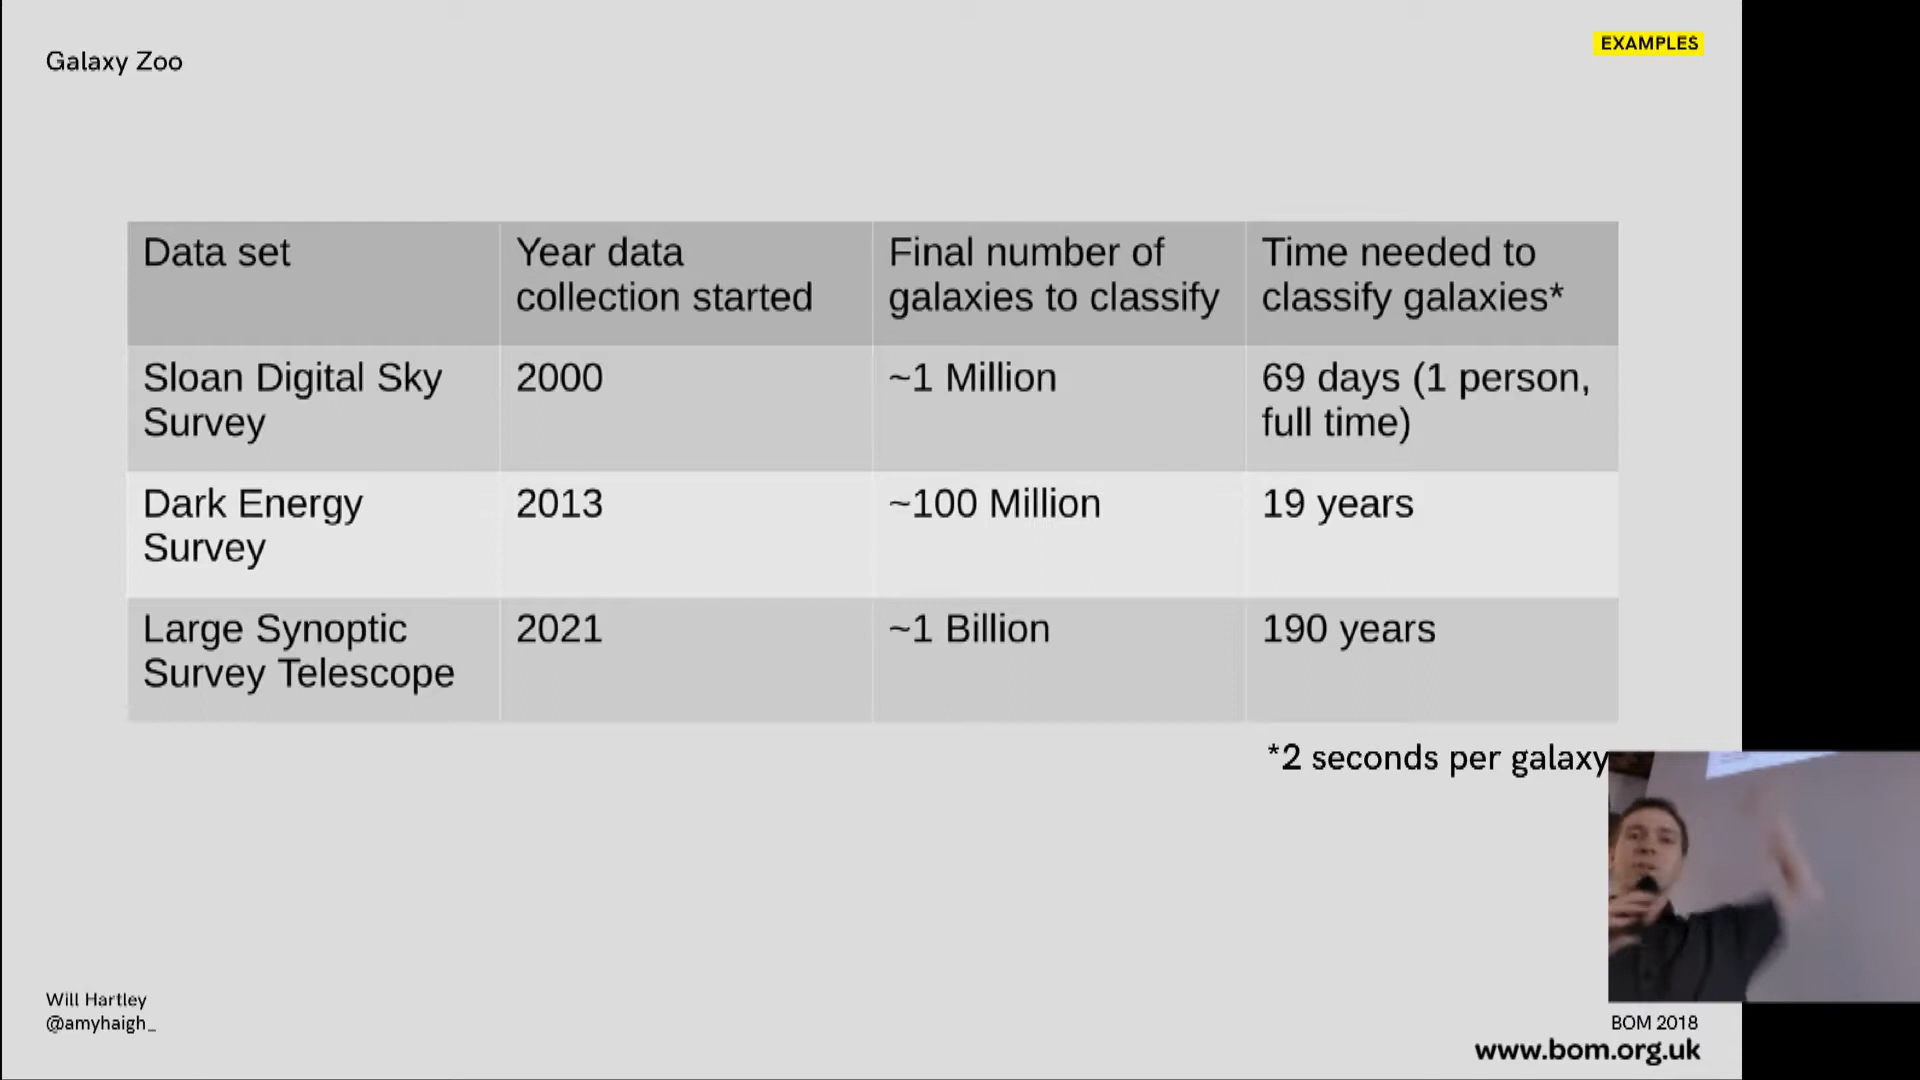 Galaxy Zoo
EXAMPLES
Data set
Year data
collection started
Final number of
galaxies to classify
Time needed to
classify galaxies*
Sloan Digital Sky
Survey
2000
~1 Million
69 days (1 person,
full time)
Dark Energy
Survey
2013
~100 Million
19 years
Large Synoptic
Survey Telescope
2021
~1 Billion
190 years
*2 seconds per galaxy
Will Hartley
@amyhaigh_
BOM 2018
www.bom.org.uk